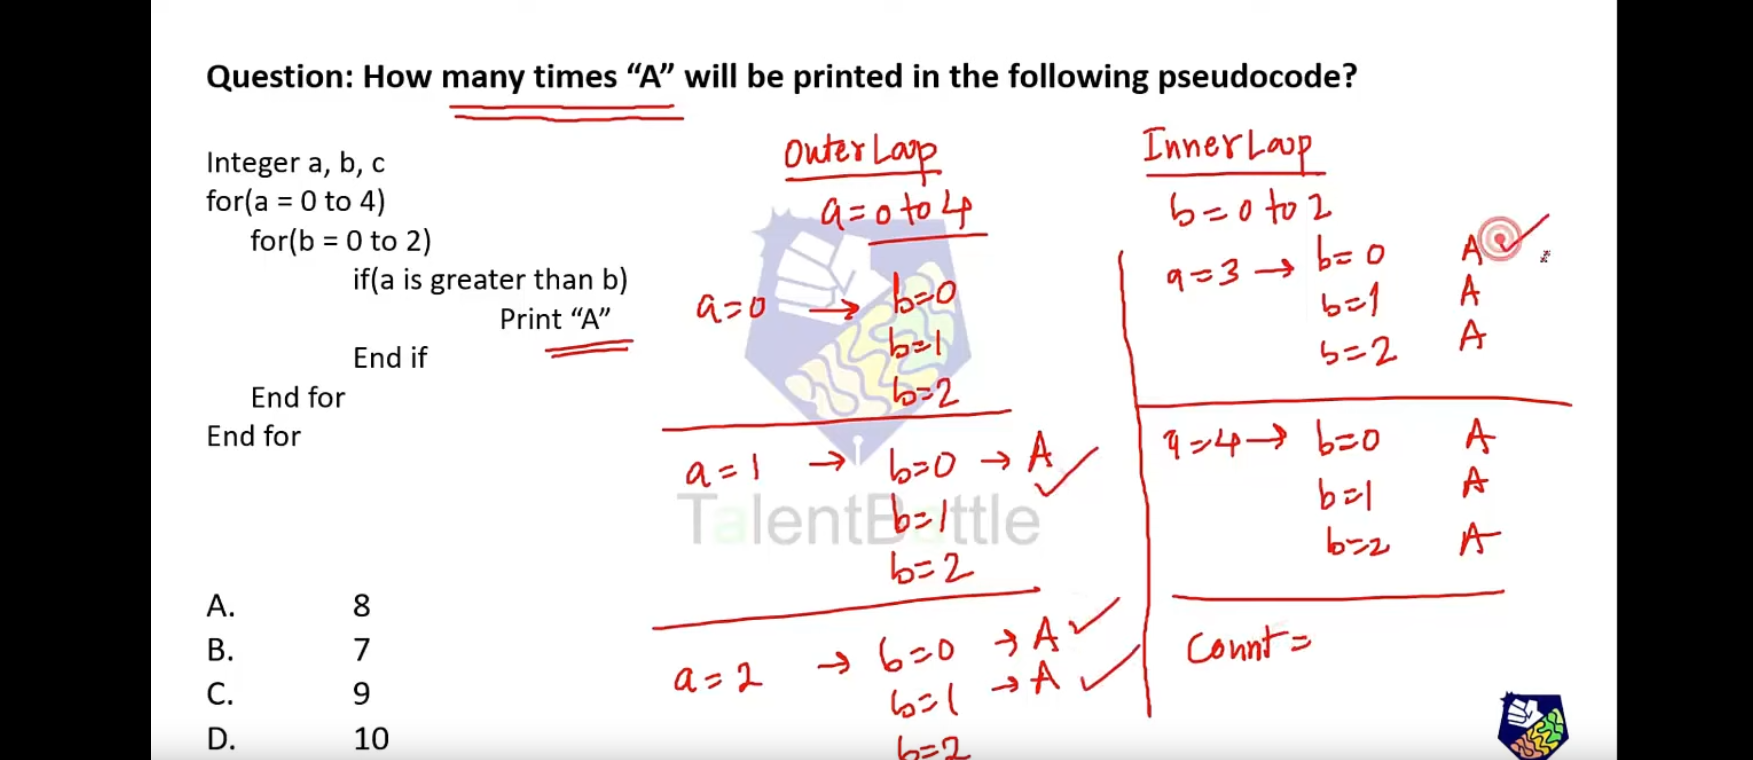 Question: How many times “A” will be printed in the following pseudocode?
Integer a, b, c
for(a = 0 to 4)
for(b = 0 to 2)
if(a is greater than b)
Print “A”
End if
End for
End for
A. 8
B. 7
C. 9
D. 10
Outer Loop
a=0 to 4
a=0 → b=0
b=1
b=2
a=1 → b=0 → A ✓
b=1
b=2
a=2 → b=0 → A ✓
b=1 → A ✓
b=2
Inner Loop
b=0 to 2
a=3 → b=0 A ✓
b=1 A
b=2 A
a=4 → b=0 A
b=1 A
b=2 A
Count=
TalentBattle